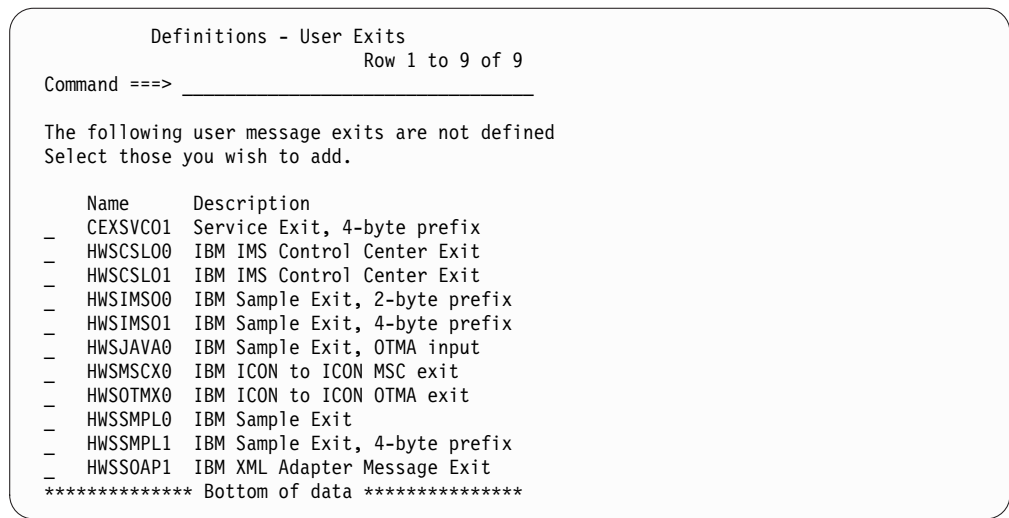 Definitions - User Exits
Row 1 to 9 of 9
Command ===> _________________________________
The following user message exits are not defined
Select those you wish to add.
Name Description
_ CEXSVCO1 Service Exit, 4-byte prefix
_ HWSCSLO0 IBM IMS Control Center Exit
_ HWSCSLO1 IBM IMS Control Center Exit
_ HWSIMSO0 IBM Sample Exit, 2-byte prefix
_ HWSIMSO1 IBM Sample Exit, 4-byte prefix
_ HWSJAVA0 IBM Sample Exit, OTMA input
_ HWSMSCX0 IBM ICON to ICON MSC exit
_ HWSOTMX0 IBM ICON to ICON OTMA exit
_ HWSSMPL0 IBM Sample Exit
_ HWSSMPL1 IBM Sample Exit, 4-byte prefix
_ HWSSOAP1 IBM XML Adapter Message Exit
************** Bottom of data ***************